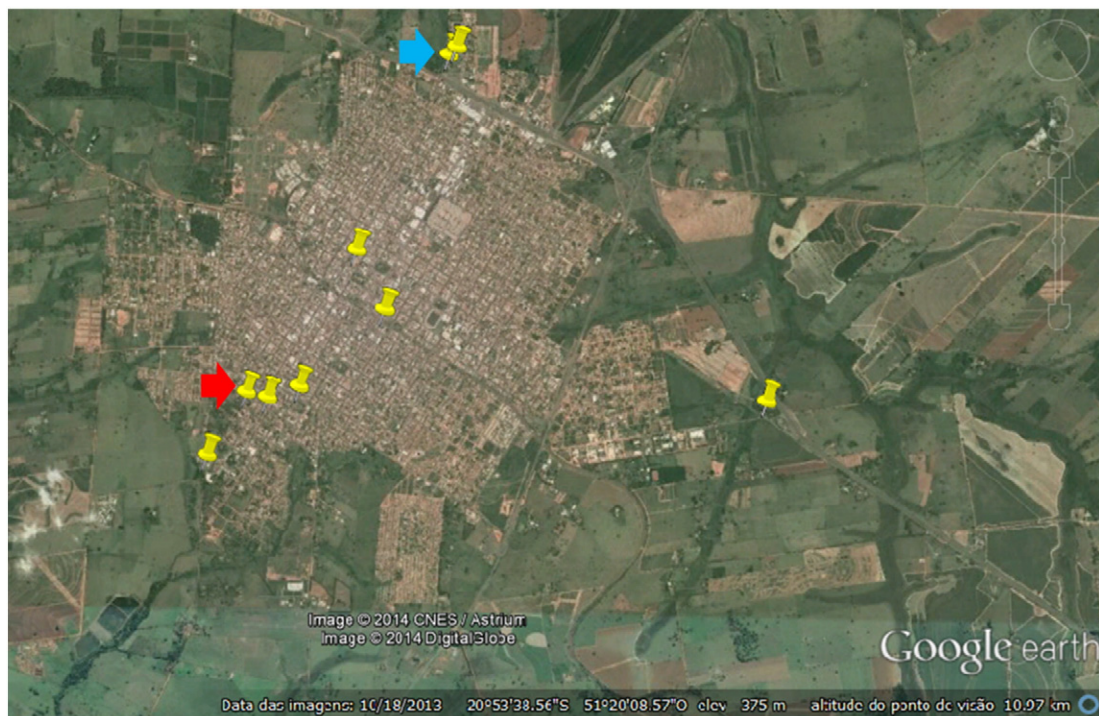 Image © 2014 CNES / Astrium
Image © 2014 DigitalGlobe
Google earth
Data das imagens: 10/18/2013 20°53'38.56"S 51°20'08.57"O elev 375 m altitude do ponto de visão 10.97 km